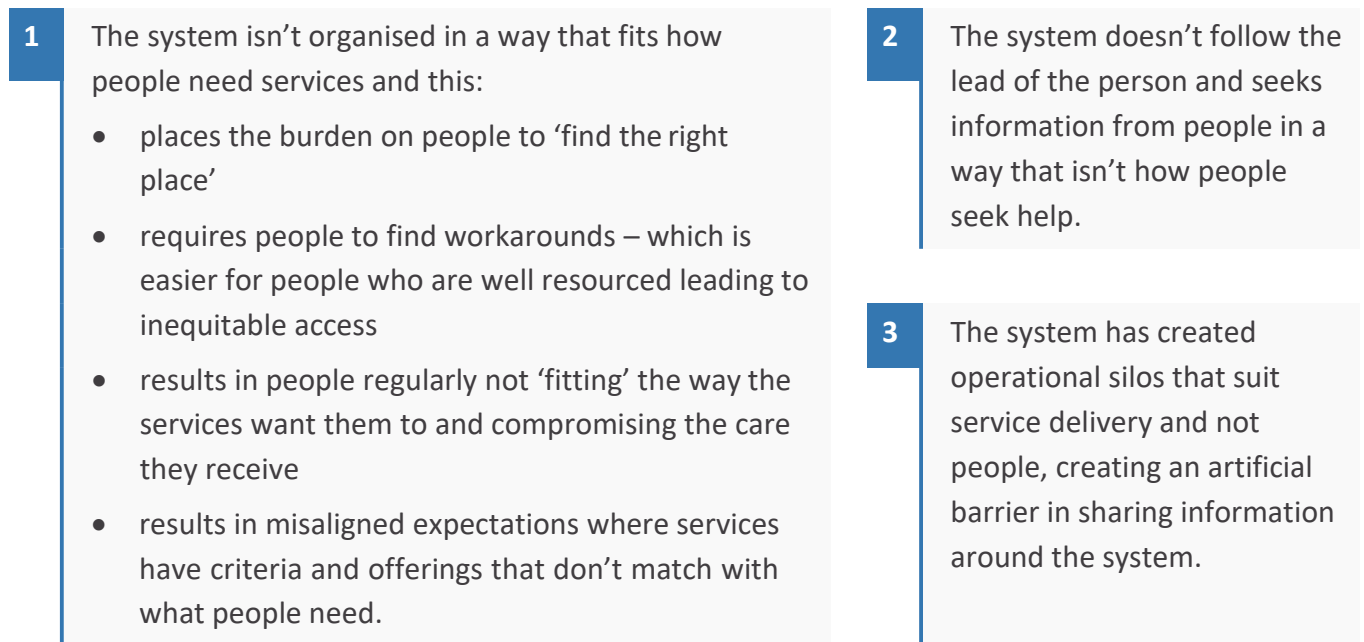 1
The system isn’t organised in a way that fits how
people need services and this:
• places the burden on people to ‘find the right
place’
• requires people to find workarounds – which is
easier for people who are well resourced leading to
inequitable access
• results in people regularly not ‘fitting’ the way the
services want them to and compromising the care
they receive
• results in misaligned expectations where services
have criteria and offerings that don’t match with
what people need.
2
The system doesn’t follow the
lead of the person and seeks
information from people in a
way that isn’t how people
seek help.
3
The system has created
operational silos that suit
service delivery and not
people, creating an artificial
barrier in sharing information
around the system.